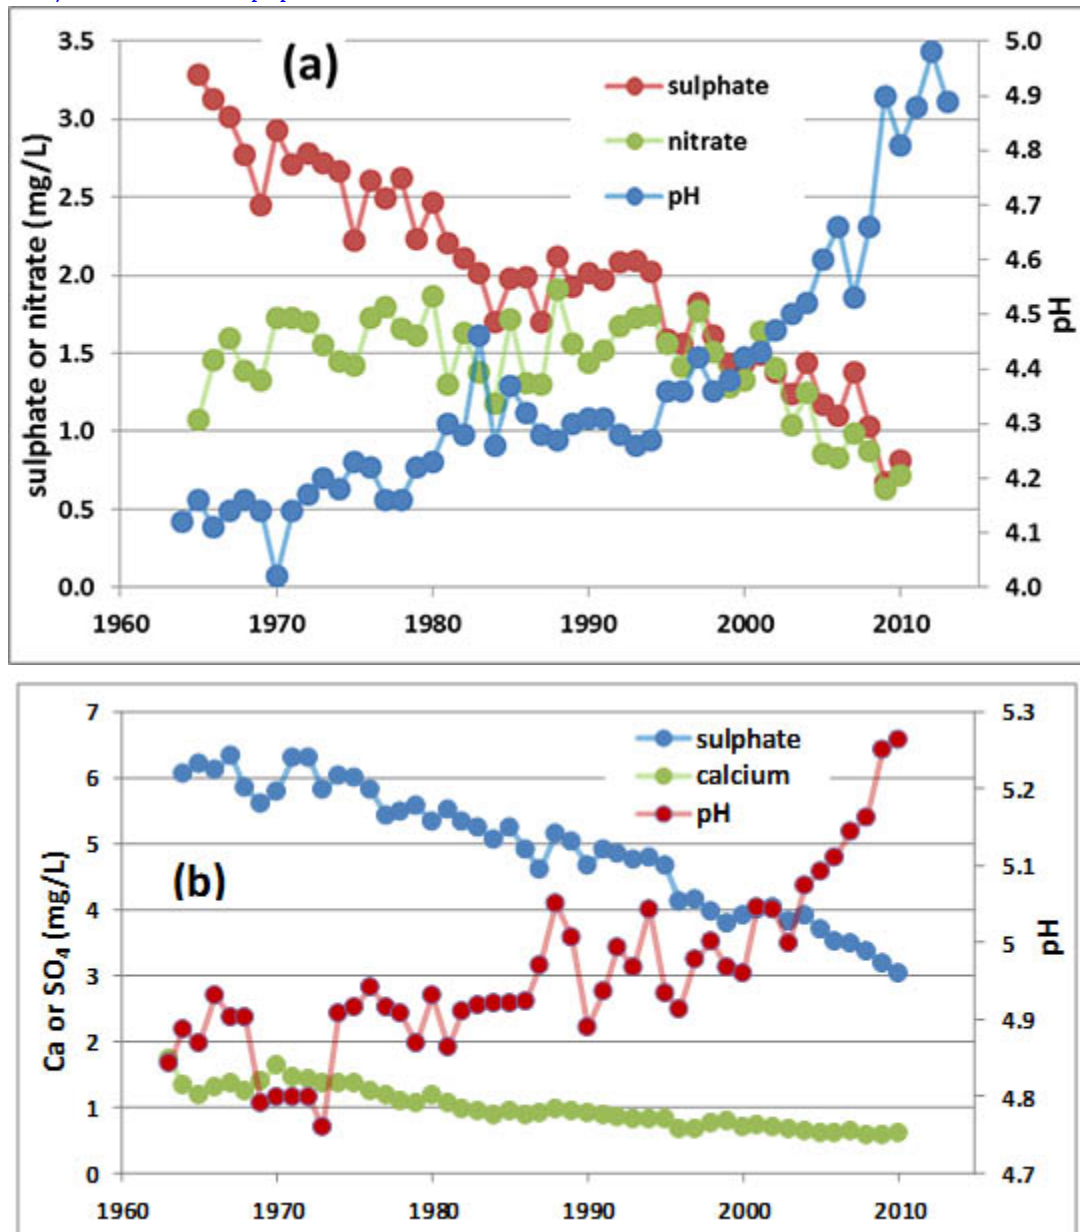 (a)
sulphate
nitrate
pH
3.5
3.0
2.5
2.0
1.5
1.0
0.5
0.0
sulphate or nitrate (mg/L)
5.0
4.9
4.8
4.7
4.6
4.5
4.4
4.3
4.2
4.1
4.0
pH
1960 1970 1980 1990 2000 2010
(b)
sulphate
calcium
pH
7
6
5
4
3
2
1
0
Ca or SO4 (mg/L)
5.3
5.2
5.1
5
4.9
4.8
4.7
pH
1960 1970 1980 1990 2000 2010